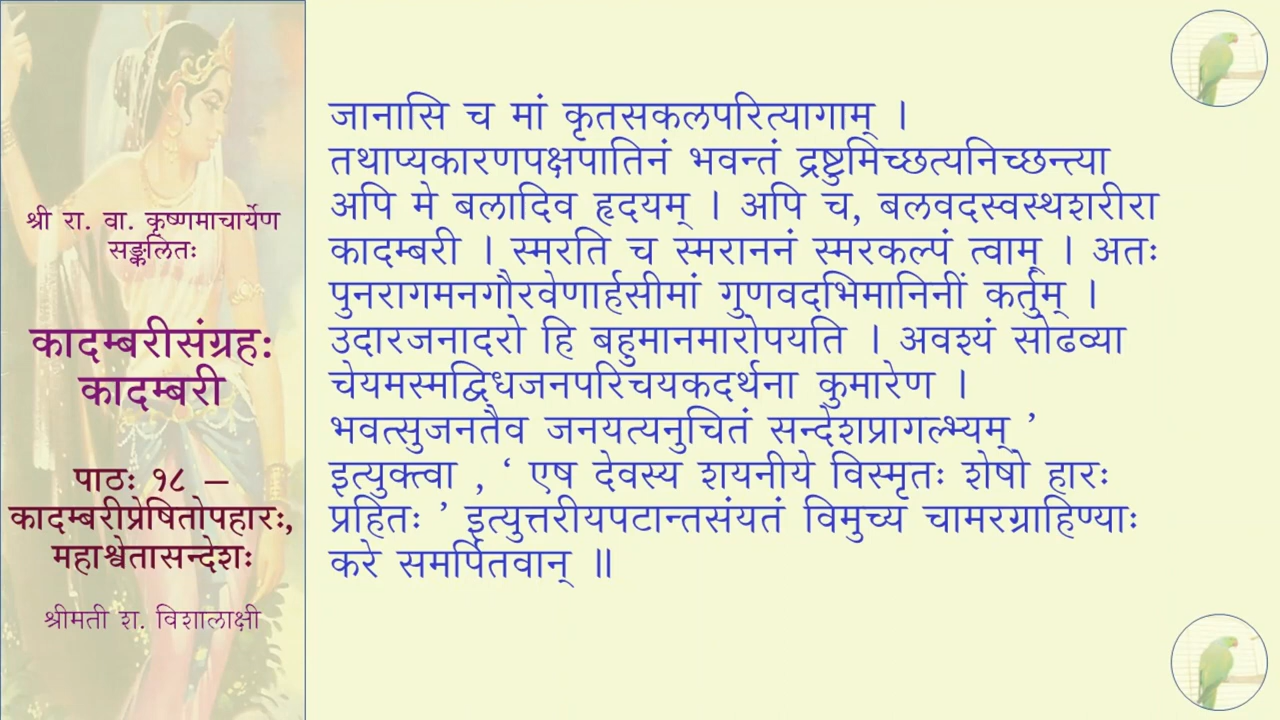 श्री रा. वा. कृष्णमाचार्येण
सङ्कलितः
कादम्बरीसंग्रहः
कादम्बरी
पाठः १८ –
कादम्बरीप्रेषितोपहारः,
महाश्वेतासन्देशः
श्रीमती श. विशालाक्षी
जानासि च मां कृतसकलपरित्यागाम् ।
तथाप्यकारणपक्षपातिनं भवन्तं द्रष्टुमिच्छत्यनिच्छन्त्या
अपि मे बलादिव हृदयम् । अपि च, बलवदस्वस्थशरीरा
कादम्बरी । स्मरति च स्मराननं स्मरकल्पं त्वाम् । अतः
पुनरागमनगौरवेणार्हसीमां गुणवदभिमानिनीं कर्तुम् ।
उदारजनादरो हि बहुमानमारोपयति । अवश्यं सोढव्या
चेयमस्मद्विधजनपरिचयकदर्थना कुमारेण ।
भवत्सुजनतैव जनयत्यनुचितं सन्देशप्रागल्भ्यम् ’
इत्युक्त्वा , ‘ एष देवस्य शयनीये विस्मृतः शेषो हारः
प्रहितः ’ इत्युत्तरीयपटान्तसंयतं विमुच्य चामरग्राहिण्याः
करे समर्पितवान् ॥